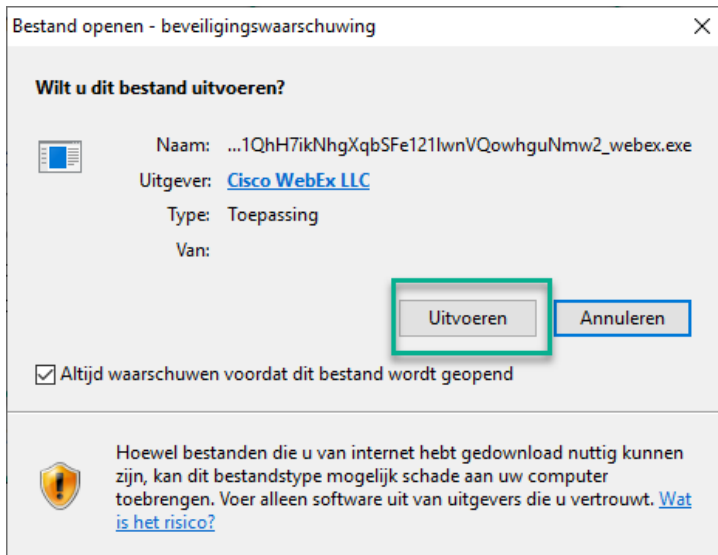 Bestand openen - beveiligingswaarschuwing
Wilt u dit bestand uitvoeren?
Naam: ...1QhH7ikNhgXqbSFe121IwnVQowhguNmw2_webex.exe
Uitgever: Cisco WebEx LLC
Type: Toepassing
Van:
Uitvoeren Annuleren
Altijd waarschuwen voordat dit bestand wordt geopend
Hoewel bestanden die u van internet hebt gedownload nuttig kunnen
zijn, kan dit bestandstype mogelijk schade aan uw computer
toebrengen. Voer alleen software uit van uitgevers die u vertrouwt. Wat
is het risico?